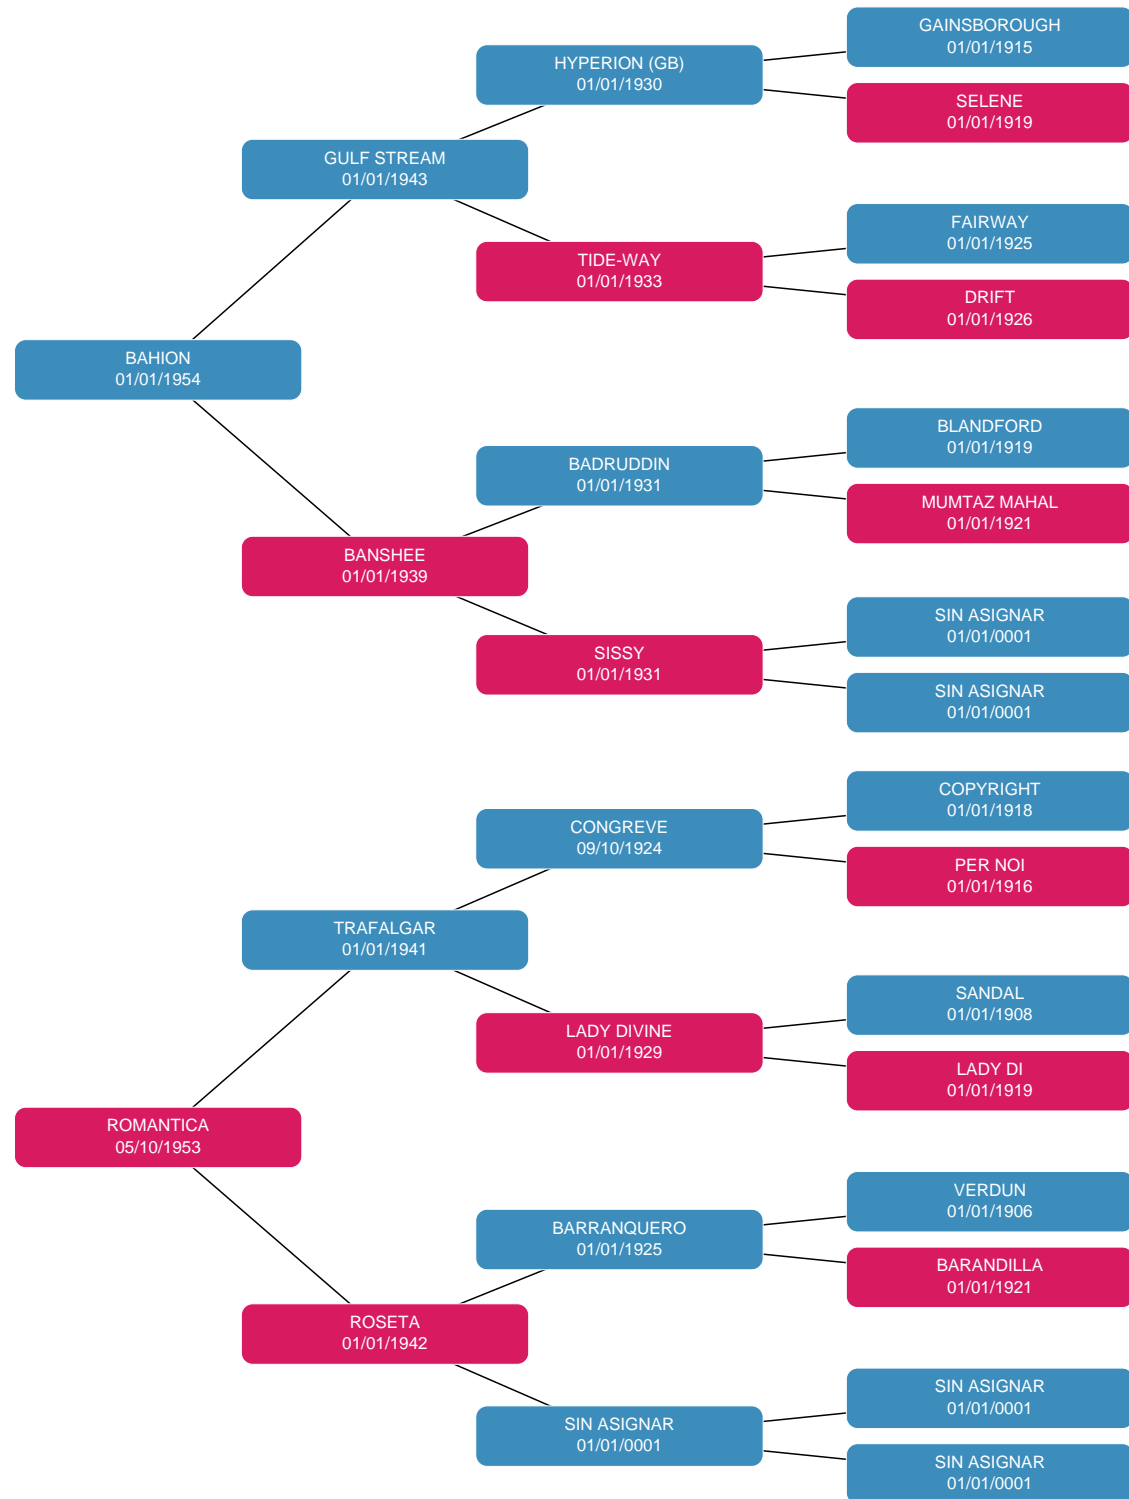 GAINSBOROUGH
01/01/1915
HYPERION (GB)
01/01/1930
SELENE
01/01/1919
GULF STREAM
01/01/1943
FAIRWAY
01/01/1925
TIDE-WAY
01/01/1933
DRIFT
01/01/1926
BAHION
01/01/1954
BLANDFORD
01/01/1919
BADRUDDIN
01/01/1931
MUMTAZ MAHAL
01/01/1921
BANSHEE
01/01/1939
SIN ASIGNAR
01/01/0001
SISSY
01/01/1931
SIN ASIGNAR
01/01/0001
COPYRIGHT
01/01/1918
CONGREVE
09/10/1924
PER NOI
01/01/1916
TRAFALGAR
01/01/1941
SANDAL
01/01/1908
LADY DIVINE
01/01/1929
LADY DI
01/01/1919
ROMANTICA
05/10/1953
VERDUN
01/01/1906
BARRANQUERO
01/01/1925
BARANDILLA
01/01/1921
ROSETA
01/01/1942
SIN ASIGNAR
01/01/0001
SIN ASIGNAR
01/01/0001
SIN ASIGNAR
01/01/0001